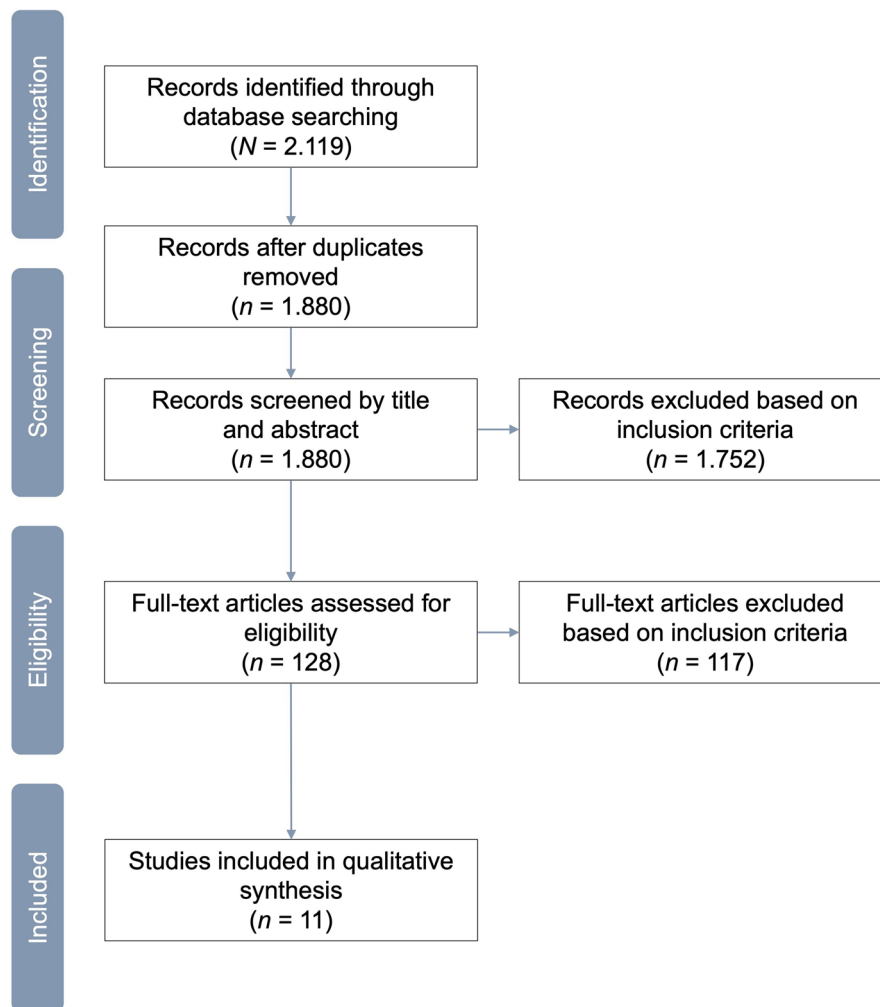 Identification
Records identified through
database searching
(N = 2.119)
Records after duplicates
removed
(n = 1.880)
Screening
Records screened by title
and abstract
(n = 1.880)
Records excluded based on
inclusion criteria
(n = 1.752)
Eligibility
Full-text articles assessed for
eligibility
(n = 128)
Full-text articles excluded
based on inclusion criteria
(n = 117)
Included
Studies included in qualitative
synthesis
(n = 11)